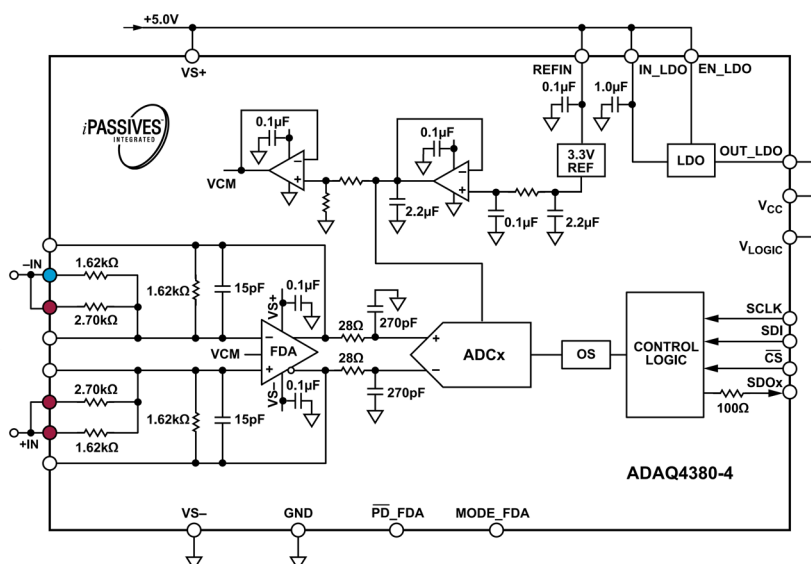 +5.0V
VS+
REFIN
IN_LDO
EN_LDO
iPASSIVES
INTEGRATED
0.1µF
0.1µF
0.1µF
1.0µF
3.3V
REF
LDO
OUT_LDO
VCM
2.2µF
0.1µF
2.2µF
VCC
VLOGIC
–IN
1.62kΩ
2.70kΩ
1.62kΩ
15pF
VS+
0.1µF
28Ω
270pF
VCM
FDA
28Ω
ADCx
OS
CONTROL
LOGIC
SCLK
SDI
CS
SDOx
100Ω
VS–
0.1µF
270pF
2.70kΩ
1.62kΩ
+IN
1.62kΩ
15pF
ADAQ4380-4
VS–
GND
PD_FDA
MODE_FDA